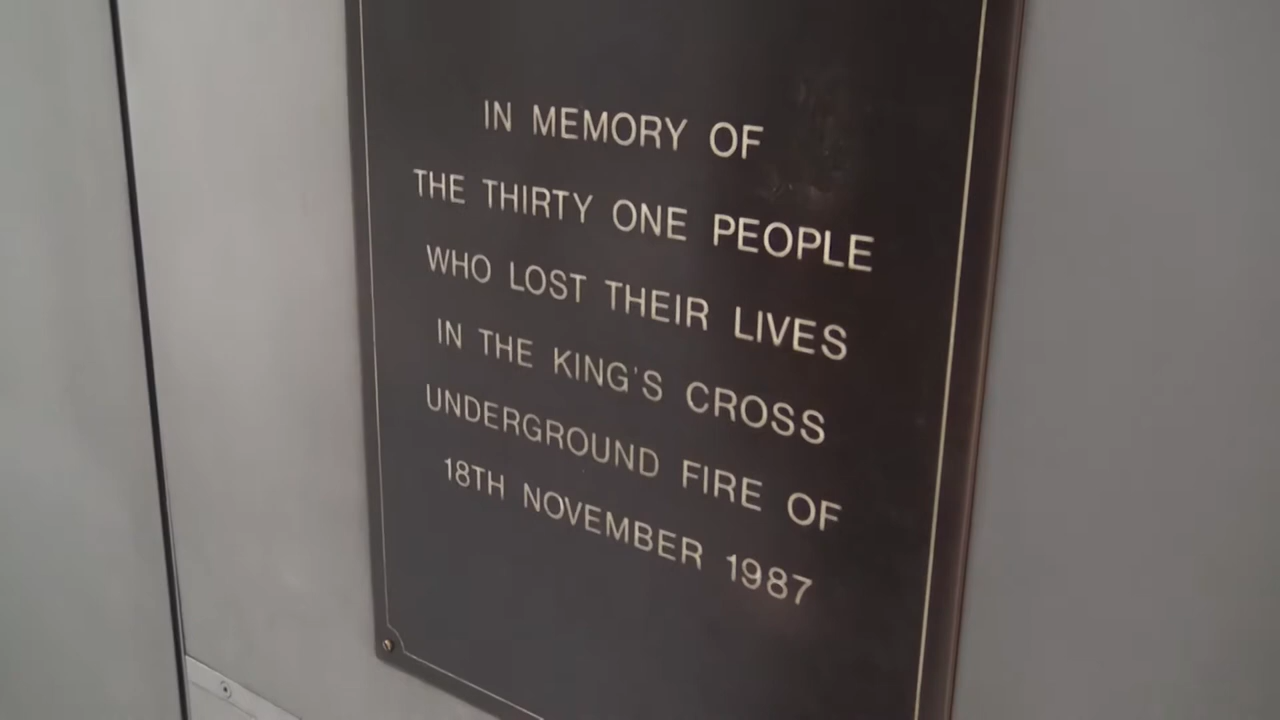 IN MEMORY OF
THE THIRTY ONE PEOPLE
WHO LOST THEIR LIVES
IN THE KING'S CROSS
UNDERGROUND FIRE OF
18TH NOVEMBER 1987